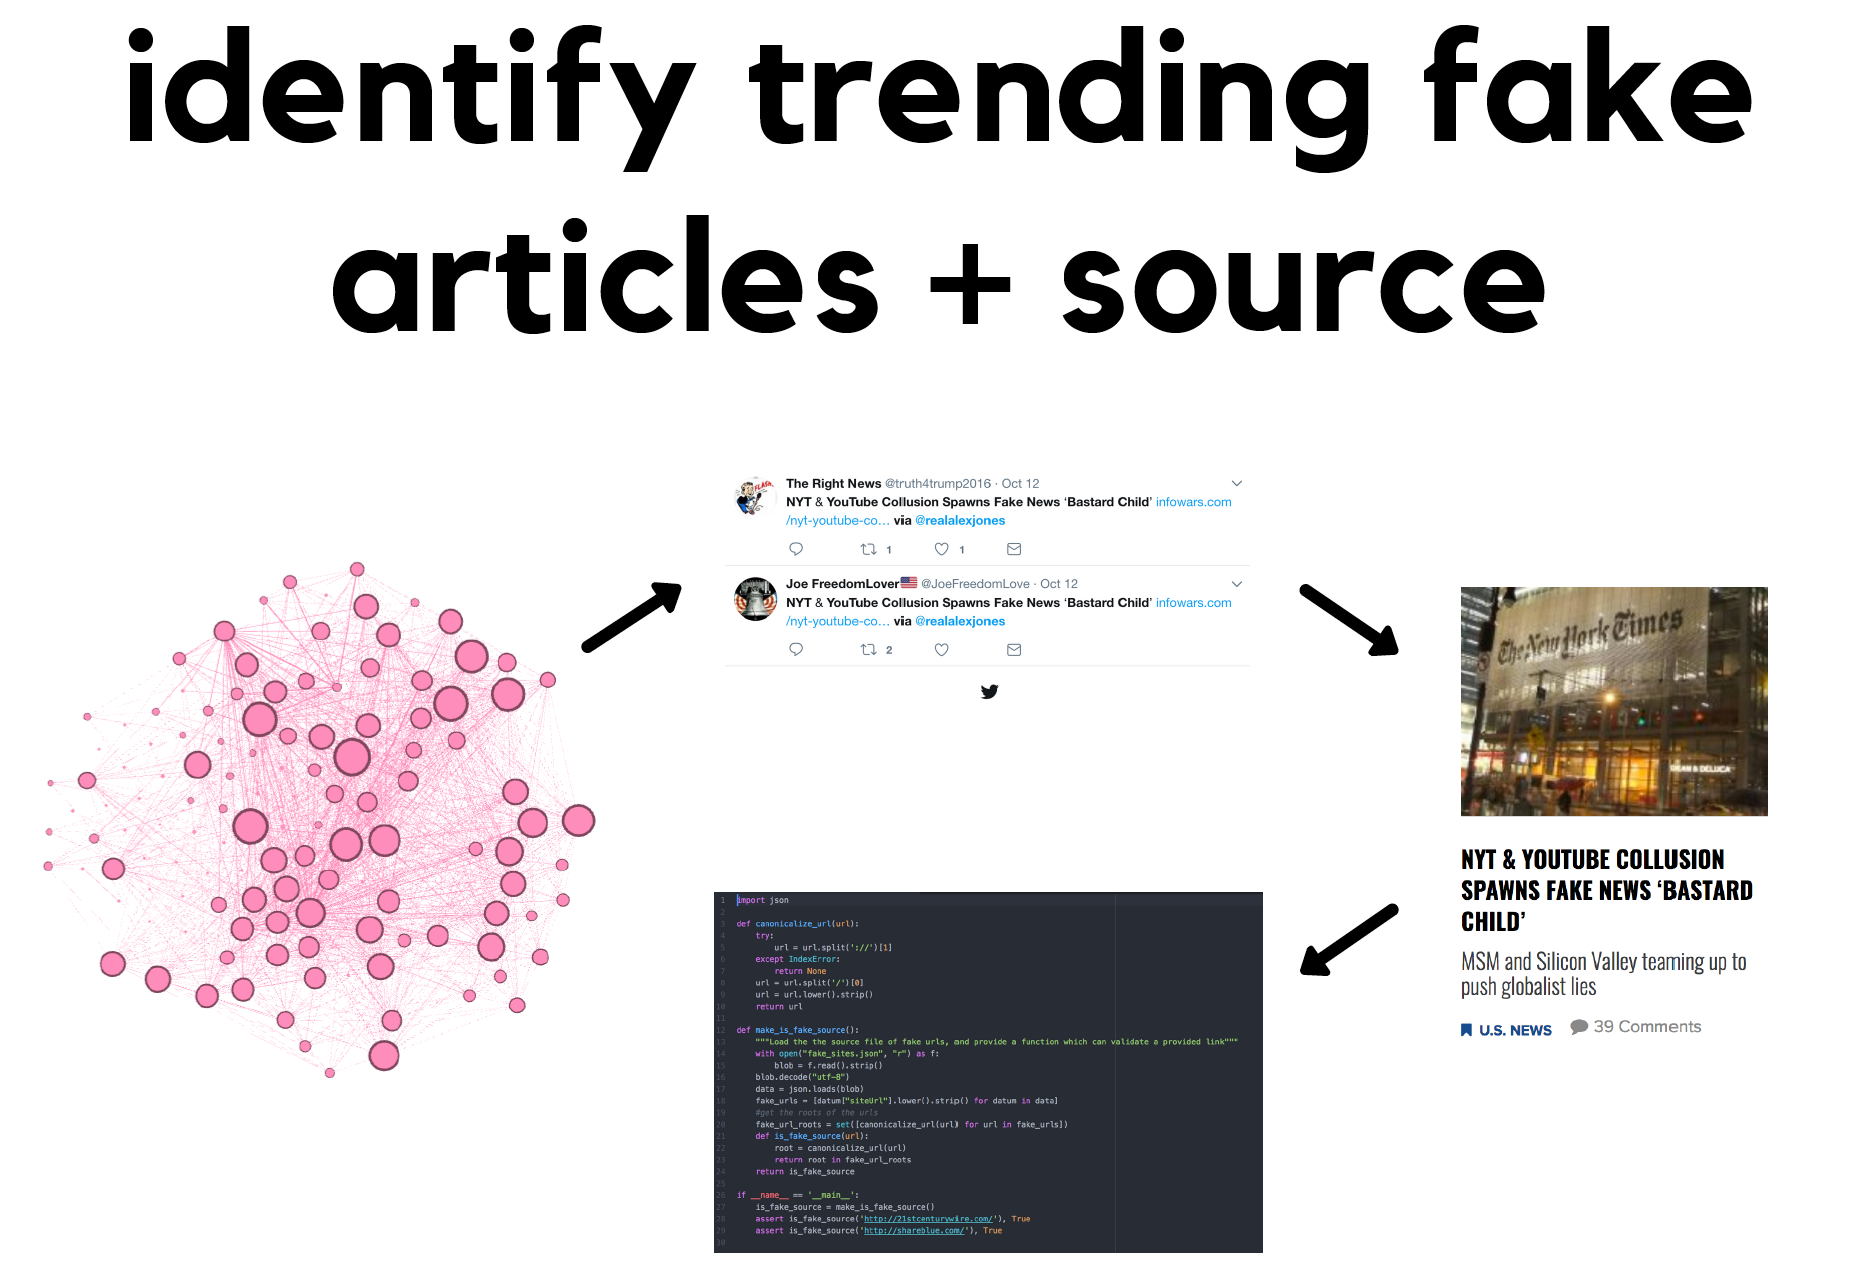 identify trending fake
articles + source
The Right News @truth4trump2016 · Oct 12
NYT & YouTube Collusion Spawns Fake News ‘Bastard Child’ infowars.com
/nyt-youtube-co… via @realalexjones
1 1
Joe FreedomLover @JoeFreedomLove · Oct 12
NYT & YouTube Collusion Spawns Fake News ‘Bastard Child’ infowars.com
/nyt-youtube-co… via @realalexjones
2
The New York Times
DEAN & DELUCA
NYT & YOUTUBE COLLUSION
SPAWNS FAKE NEWS ‘BASTARD
CHILD’
MSM and Silicon Valley teaming up to
push globalist lies
U.S. NEWS 39 Comments
1 import json
2
3 def canonicalize_url(url):
4 try:
5 url = url.split('://')[1]
6 except IndexError:
7 return None
8 url = url.split('/')[0]
9 url = url.lower().strip()
10 return url
11
12 def make_is_fake_source():
13 """Load the the source file of fake urls, and provide a function which can validate a provided link"""
14 with open("fake_sites.json", "r") as f:
15 blob = f.read().strip()
16 blob.decode("utf-8")
17 data = json.loads(blob)
18 fake_urls = [datum["siteUrl"].lower().strip() for datum in data]
19 #get the roots of the urls
20 fake_url_roots = set([canonicalize_url(url) for url in fake_urls])
21 def is_fake_source(url):
22 root = canonicalize_url(url)
23 return root in fake_url_roots
24 return is_fake_source
25
26 if __name__ == '__main__':
27 is_fake_source = make_is_fake_source()
28 assert is_fake_source('http://21stcenturywire.com/'), True
29 assert is_fake_source('http://shareblue.com/'), True
30